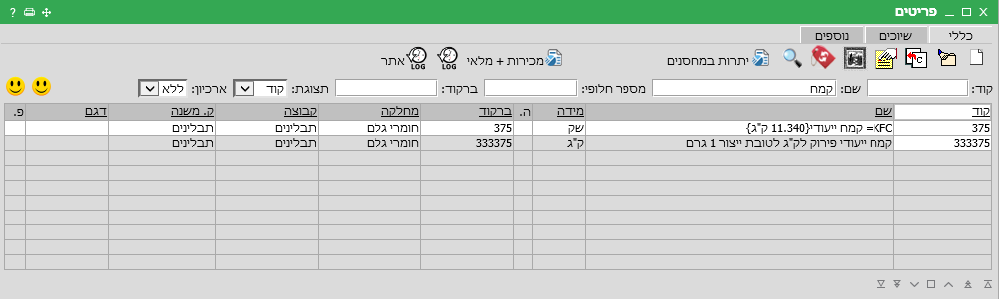 פריטים
כללי שיוכים נוספים
יתרות במחסנים מכירות + מלאי LOG LOG אתר
קוד: שם: קמח מספר חלופי: ברקוד: תצוגת: קוד ארכיון: ללא
קוד שם מידה ה. ברקוד מחלקה קבוצה ק. משנה דגם פ.
375 KFC= קמח ייעודי{11.340 ק"ג} שק 375 חומרי גלם תבלינים תבלינים
333375 קמח ייעודי פירוק לק"ג לטובת ייצור 1 גרם ק"ג 333375 חומרי גלם תבלינים תבלינים